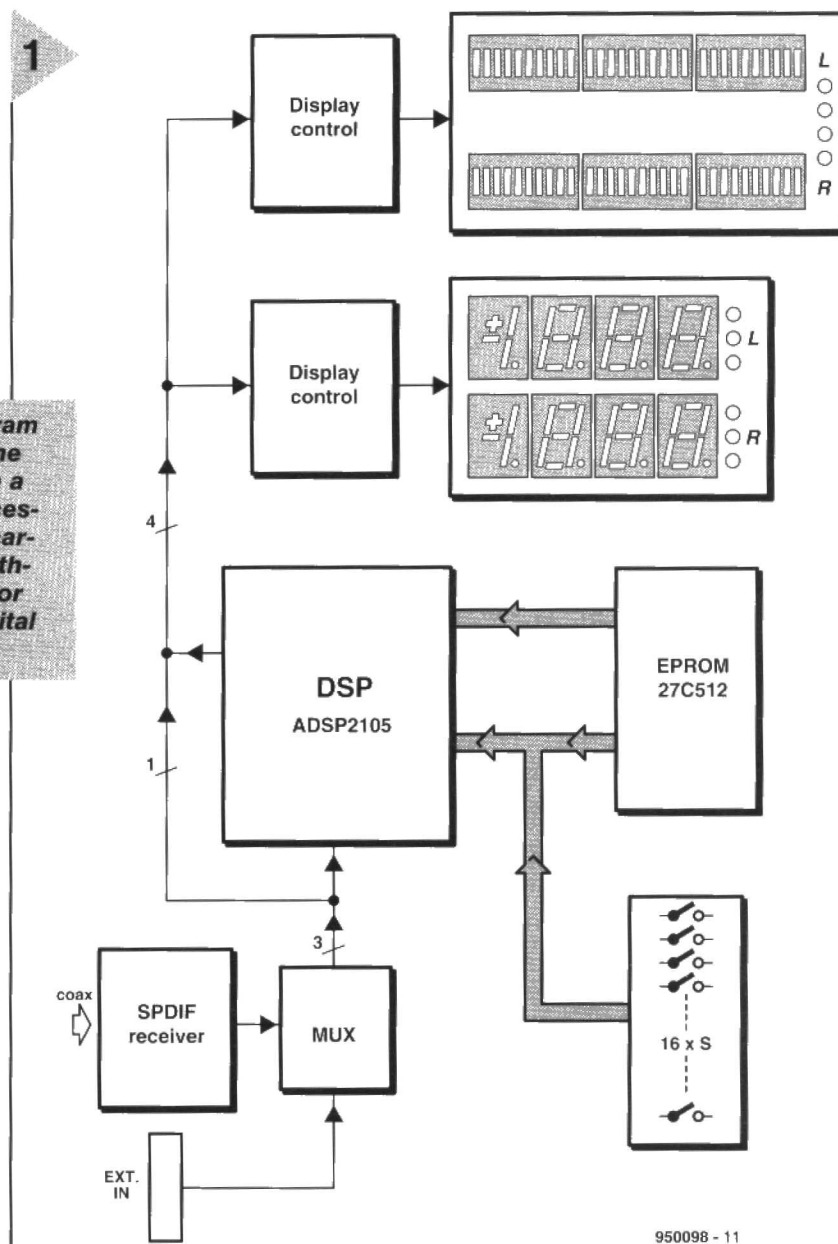 1
Display
control
L
R
Display
control
L
R
4
DSP
ADSP2105
EPROM
27C512
1
3
coax
SPDIF
receiver
MUX
16 x S
EXT.
IN
950098 - 11